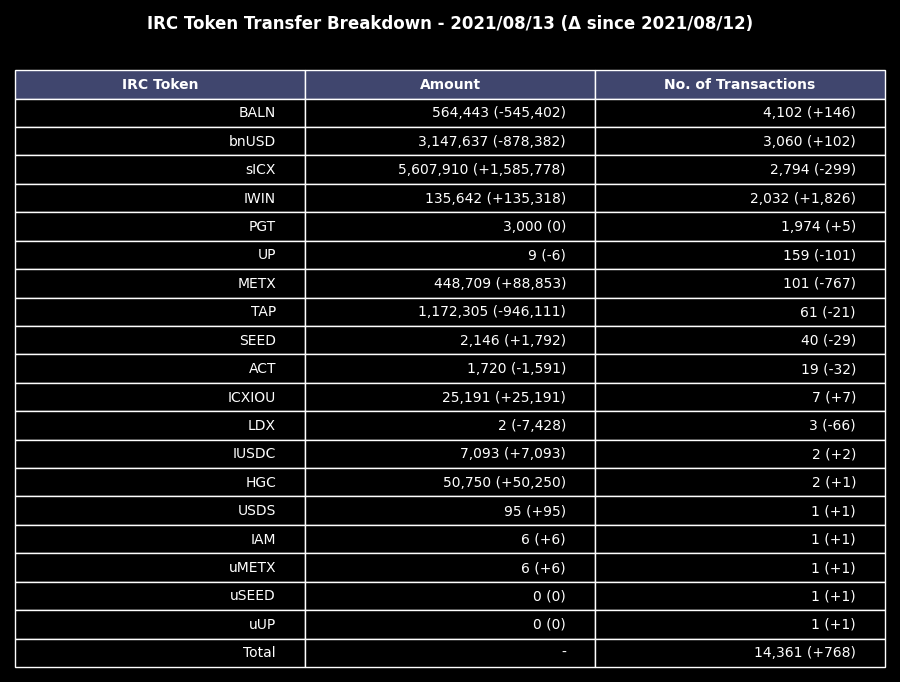 IRC Token Transfer Breakdown - 2021/08/13 (Δ since 2021/08/12)
IRC Token Amount No. of Transactions
BALN 564,443 (-545,402) 4,102 (+146)
bnUSD 3,147,637 (-878,382) 3,060 (+102)
sICX 5,607,910 (+1,585,778) 2,794 (-299)
IWIN 135,642 (+135,318) 2,032 (+1,826)
PGT 3,000 (0) 1,974 (+5)
UP 9 (-6) 159 (-101)
METX 448,709 (+88,853) 101 (-767)
TAP 1,172,305 (-946,111) 61 (-21)
SEED 2,146 (+1,792) 40 (-29)
ACT 1,720 (-1,591) 19 (-32)
ICXIOU 25,191 (+25,191) 7 (+7)
LDX 2 (-7,428) 3 (-66)
IUSDC 7,093 (+7,093) 2 (+2)
HGC 50,750 (+50,250) 2 (+1)
USDS 95 (+95) 1 (+1)
IAM 6 (+6) 1 (+1)
uMETX 6 (+6) 1 (+1)
uSEED 0 (0) 1 (+1)
uUP 0 (0) 1 (+1)
Total - 14,361 (+768)